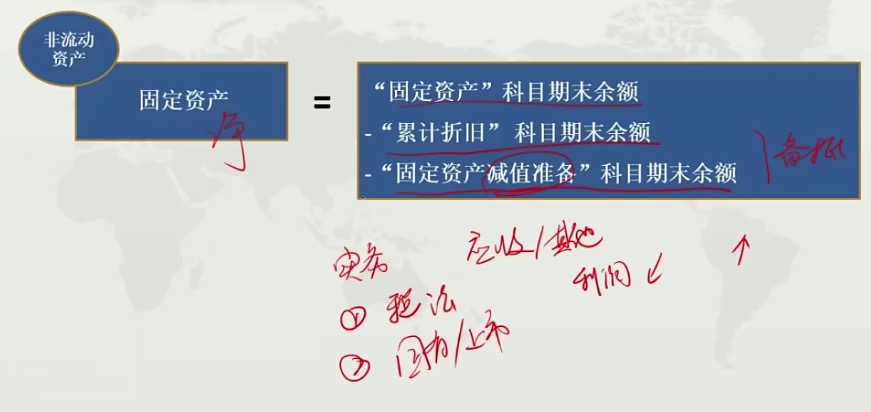 非流动
资产
固定资产
=
“固定资产”科目期末余额
-“累计折旧” 科目期末余额
-“固定资产减值准备”科目期末余额
净
备抵
实务
应收/其他
利润↙
↑
① 税法
② 国有/上市